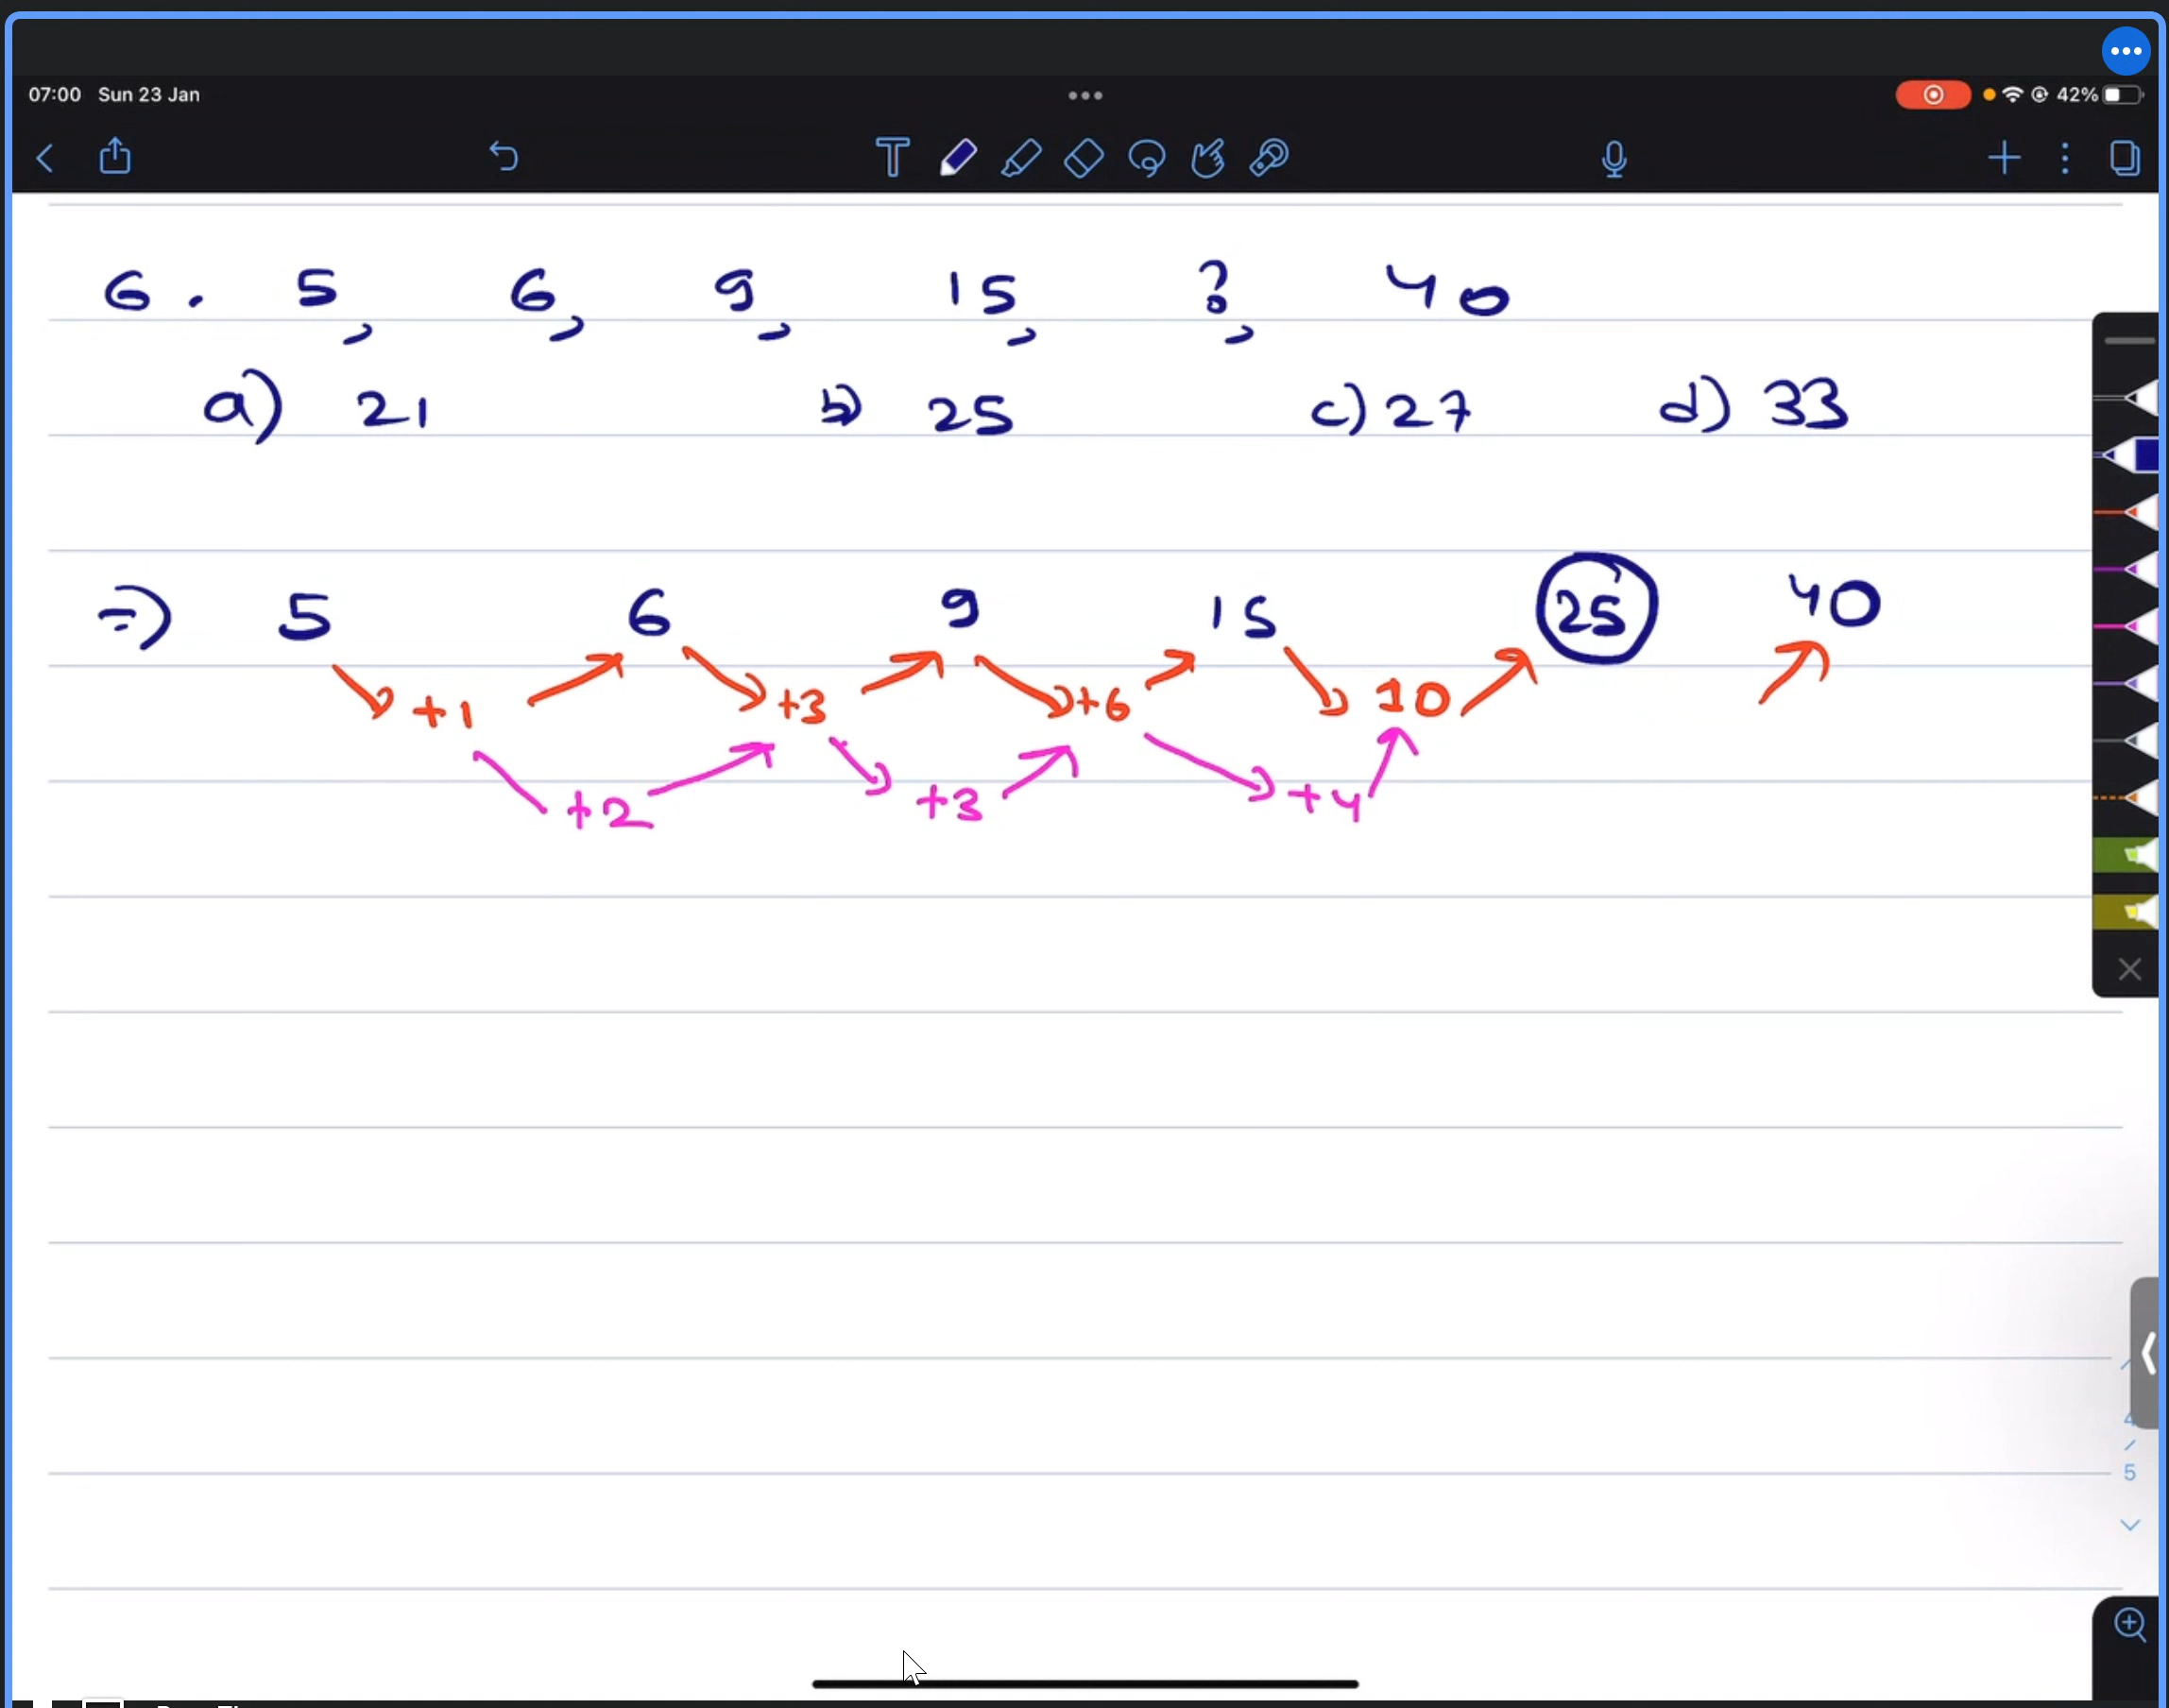 07:00 Sun 23 Jan 42%
6. 5, 6, 9, 15, ?, 40
a) 21 b) 25 c) 27 d) 33
=) 5 6 9 15 25 40
+1 +3 +6 10
+2 +3 +4
4
5